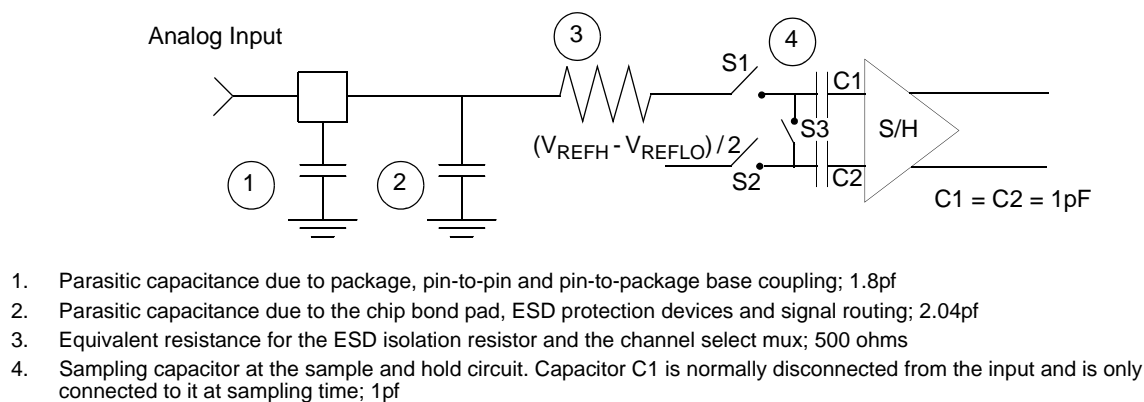 Analog Input
3
4
S1
C1
S3
S/H
(VREFH - VREFLO) / 2
S2
C2
1
2
C1 = C2 = 1pF
1. Parasitic capacitance due to package, pin-to-pin and pin-to-package base coupling; 1.8pf
2. Parasitic capacitance due to the chip bond pad, ESD protection devices and signal routing; 2.04pf
3. Equivalent resistance for the ESD isolation resistor and the channel select mux; 500 ohms
4. Sampling capacitor at the sample and hold circuit. Capacitor C1 is normally disconnected from the input and is only
connected to it at sampling time; 1pf